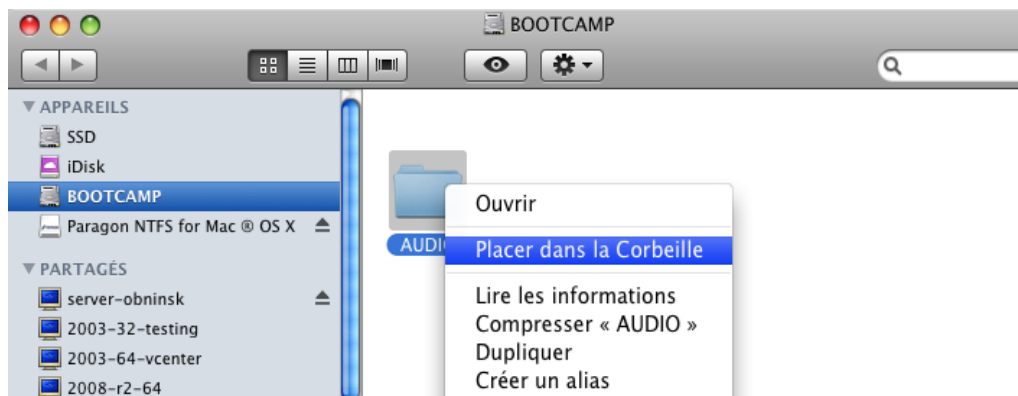 BOOTCAMP
APPAREILS
SSD
iDisk
BOOTCAMP
Paragon NTFS for Mac ® OS X
PARTAGÉS
server-obninsk
2003-32-testing
2003-64-vcenter
2008-r2-64
AUDIO
Ouvrir
Placer dans la Corbeille
Lire les informations
Compresser « AUDIO »
Dupliquer
Créer un alias